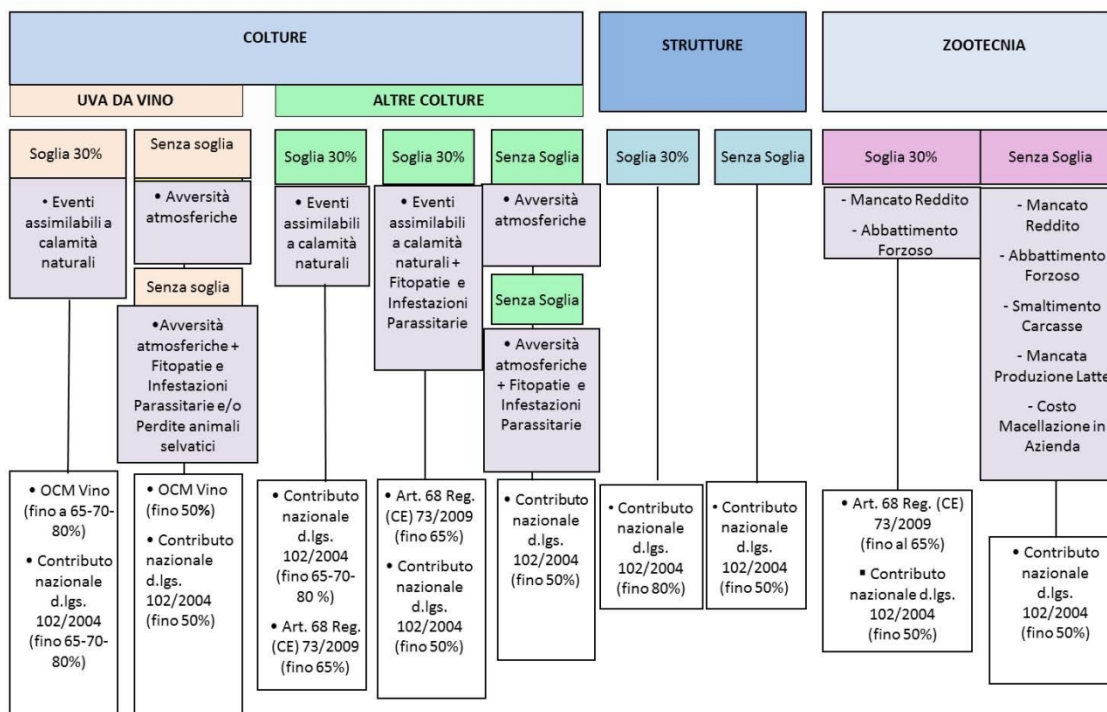 COLTURE
STRUTTURE
ZOOTECNIA
UVA DA VINO
ALTRE COLTURE
Soglia 30%
• Eventi
assimilabili a
calamità
naturali
• OCM Vino
(fino a 65-70-
80%)
• Contributo
nazionale
d.lgs.
102/2004
(fino 65-70-
80%)
Senza soglia
• Avversità
atmosferiche
Senza soglia
•Avversità
atmosferiche +
Fitopatie e
Infestazioni
Parassitarie e/o
Perdite animali
selvatici
• OCM Vino
(fino 50%)
• Contributo
nazionale
d.lgs.
102/2004
(fino 50%)
Soglia 30%
• Eventi
assimilabili a
calamità
naturali
• Contributo
nazionale
d.lgs.
102/2004
(fino 65-70-
80 %)
• Art. 68 Reg.
(CE) 73/2009
(fino 65%)
Soglia 30%
• Eventi
assimilabili a
calamità
naturali +
Fitopatie e
Infestazioni
Parassitarie
• Art. 68 Reg.
(CE) 73/2009
(fino 65%)
• Contributo
nazionale
d.lgs.
102/2004
(fino 50%)
Senza Soglia
• Avversità
atmosferiche
Senza Soglia
• Avversità
atmosferiche
+ Fitopatie e
Infestazioni
Parassitarie
• Contributo
nazionale
d.lgs.
102/2004
(fino 50%)
Soglia 30%
• Contributo
nazionale
d.lgs.
102/2004
(fino 80%)
Senza Soglia
• Contributo
nazionale
d.lgs.
102/2004
(fino 50%)
Soglia 30%
- Mancato Reddito
- Abbattimento
Forzoso
• Art. 68 Reg. (CE)
73/2009
(fino al 65%)
▪ Contributo
nazionale d.lgs.
102/2004
(fino 50%)
Senza Soglia
- Mancato
Reddito
- Abbattimento
Forzoso
- Smaltimento
Carcasse
- Mancata
Produzione Latte
- Costo
Macellazione in
Azienda
• Contributo
nazionale
d.lgs.
102/2004
(fino 50%)